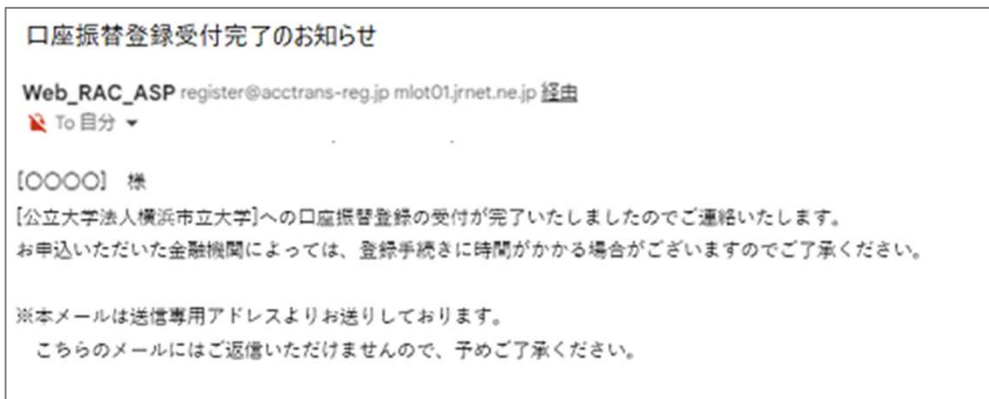 口座振替登録受付完了のお知らせ
Web_RAC_ASP register@acctrans-reg.jp mlot01.jrnet.ne.jp 経由
To 自分
[〇〇〇〇] 様
[公立大学法人横浜市立大学]への口座振替登録の受付が完了いたしましたのでご連絡いたします。
お申込いただいた金融機関によっては、登録手続きに時間がかかる場合がございますのでご了承ください。
※本メールは送信専用アドレスよりお送りしております。
こちらのメールにはご返信いただけませんので、予めご了承ください。